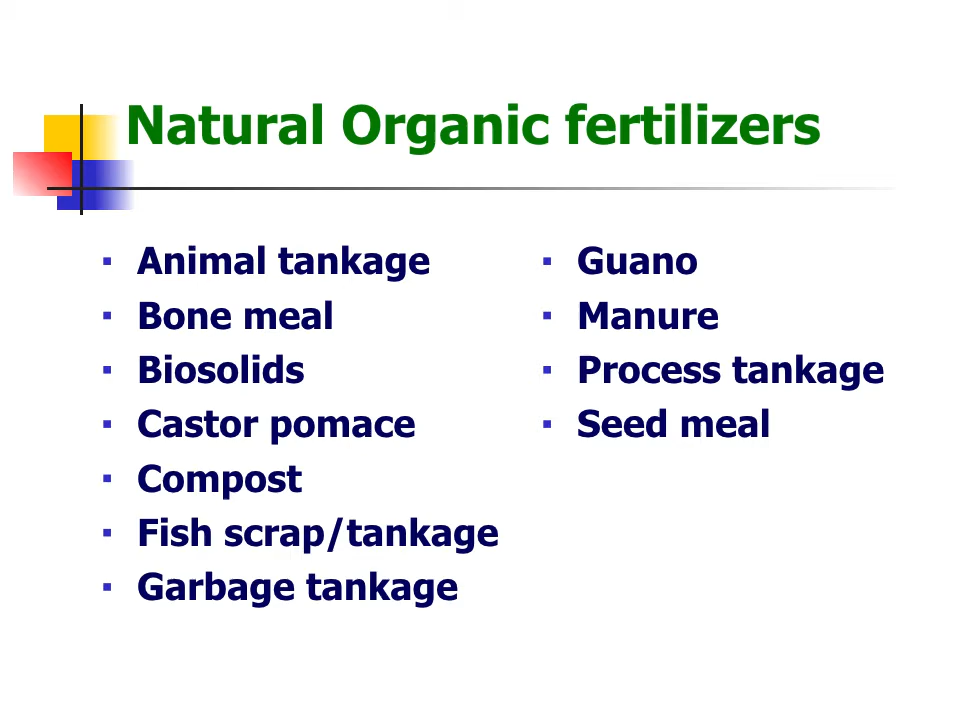 Natural Organic fertilizers
Animal tankage
Bone meal
Biosolids
Castor pomace
Compost
Fish scrap/tankage
Garbage tankage
Guano
Manure
Process tankage
Seed meal